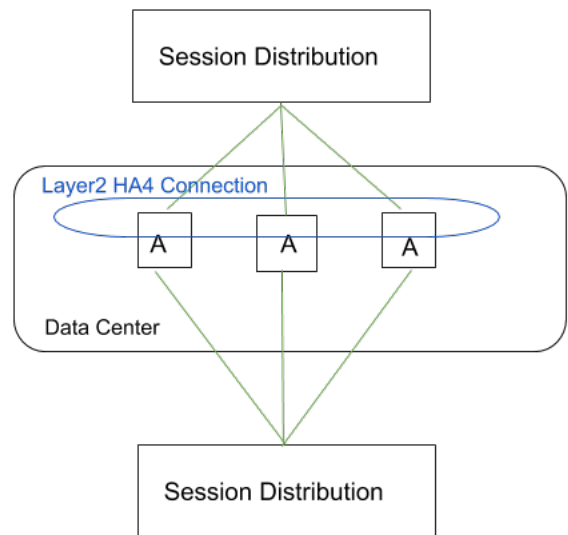 Session Distribution
Layer2 HA4 Connection
A A A
Data Center
Session Distribution